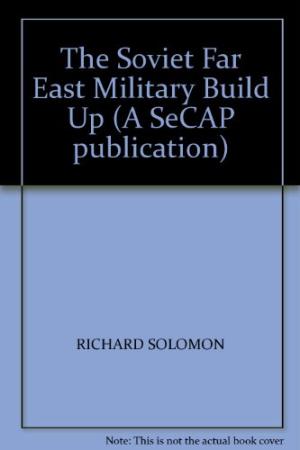 The Soviet Far
East Military Build
Up (A SeCAP
publication)
RICHARD SOLOMON
Note: This is not the actual book cover